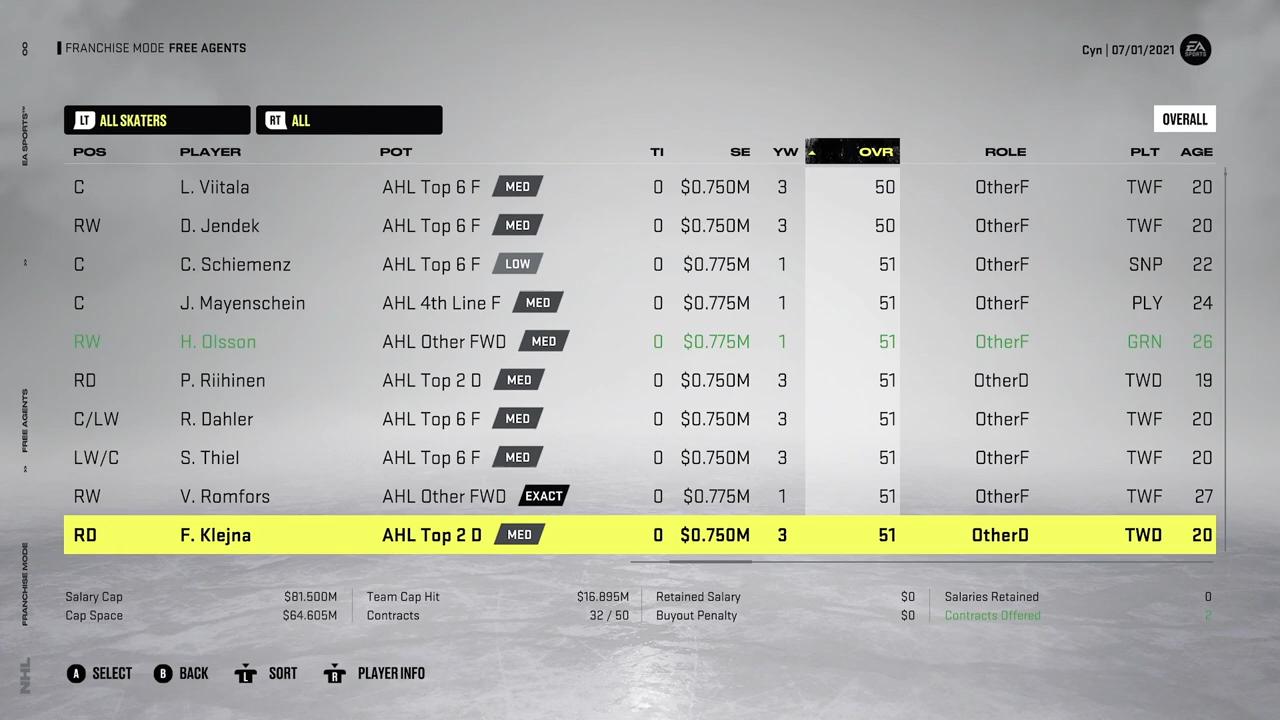 FRANCHISE MODE FREE AGENTS
Cyn | 07/01/2021 EA SPORTS
LT ALL SKATERS RT ALL OVERALL
POS PLAYER POT TI SE YW OVR ROLE PLT AGE
C L. Viitala AHL Top 6 F MED 0 $0.750M 3 50 OtherF TWF 20
RW D. Jendek AHL Top 6 F MED 0 $0.750M 3 50 OtherF TWF 20
C C. Schiemenz AHL Top 6 F LOW 0 $0.775M 1 51 OtherF SNP 22
C J. Mayenschein AHL 4th Line F MED 0 $0.775M 1 51 OtherF PLY 24
RW H. Olsson AHL Other FWD MED 0 $0.775M 1 51 OtherF GRN 26
RD P. Riihinen AHL Top 2 D MED 0 $0.750M 3 51 OtherD TWD 19
C/LW R. Dahler AHL Top 6 F MED 0 $0.750M 3 51 OtherF TWF 20
LW/C S. Thiel AHL Top 6 F MED 0 $0.750M 3 51 OtherF TWF 20
RW V. Romfors AHL Other FWD EXACT 0 $0.775M 1 51 OtherF TWF 27
RD F. Klejna AHL Top 2 D MED 0 $0.750M 3 51 OtherD TWD 20
Salary Cap $81.500M Team Cap Hit $16.895M Retained Salary $0 Salaries Retained 0
Cap Space $64.605M Contracts 32 / 50 Buyout Penalty $0 Contracts Offered 2
A SELECT B BACK L SORT R PLAYER INFO
NHL FRANCHISE MODE >> FREE AGENTS >> EA SPORTS™